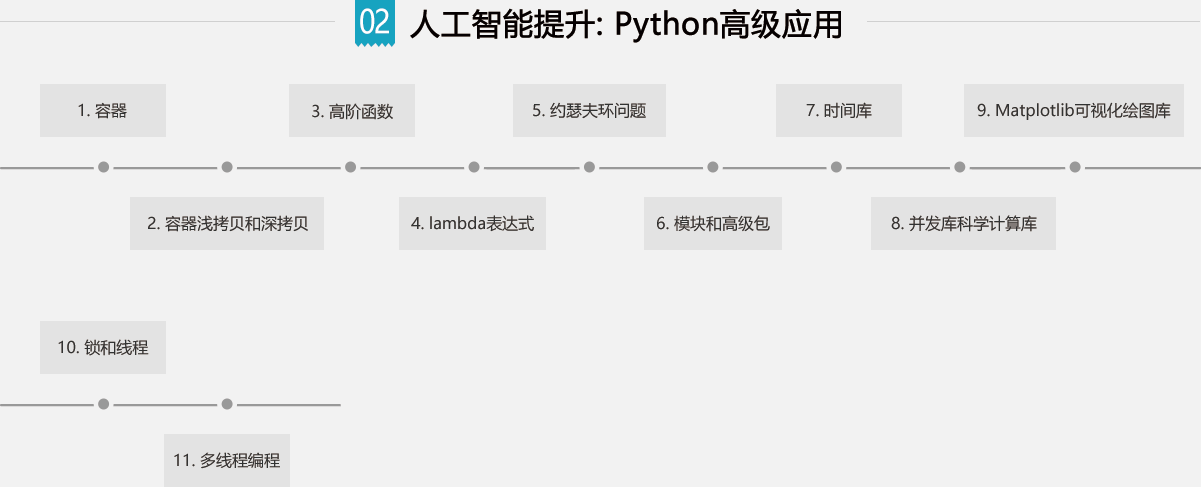 02 人工智能提升: Python高级应用
1. 容器
2. 容器浅拷贝和深拷贝
3. 高阶函数
4. lambda表达式
5. 约瑟夫环问题
6. 模块和高级包
7. 时间库
8. 并发库科学计算库
9. Matplotlib可视化绘图库
10. 锁和线程
11. 多线程编程